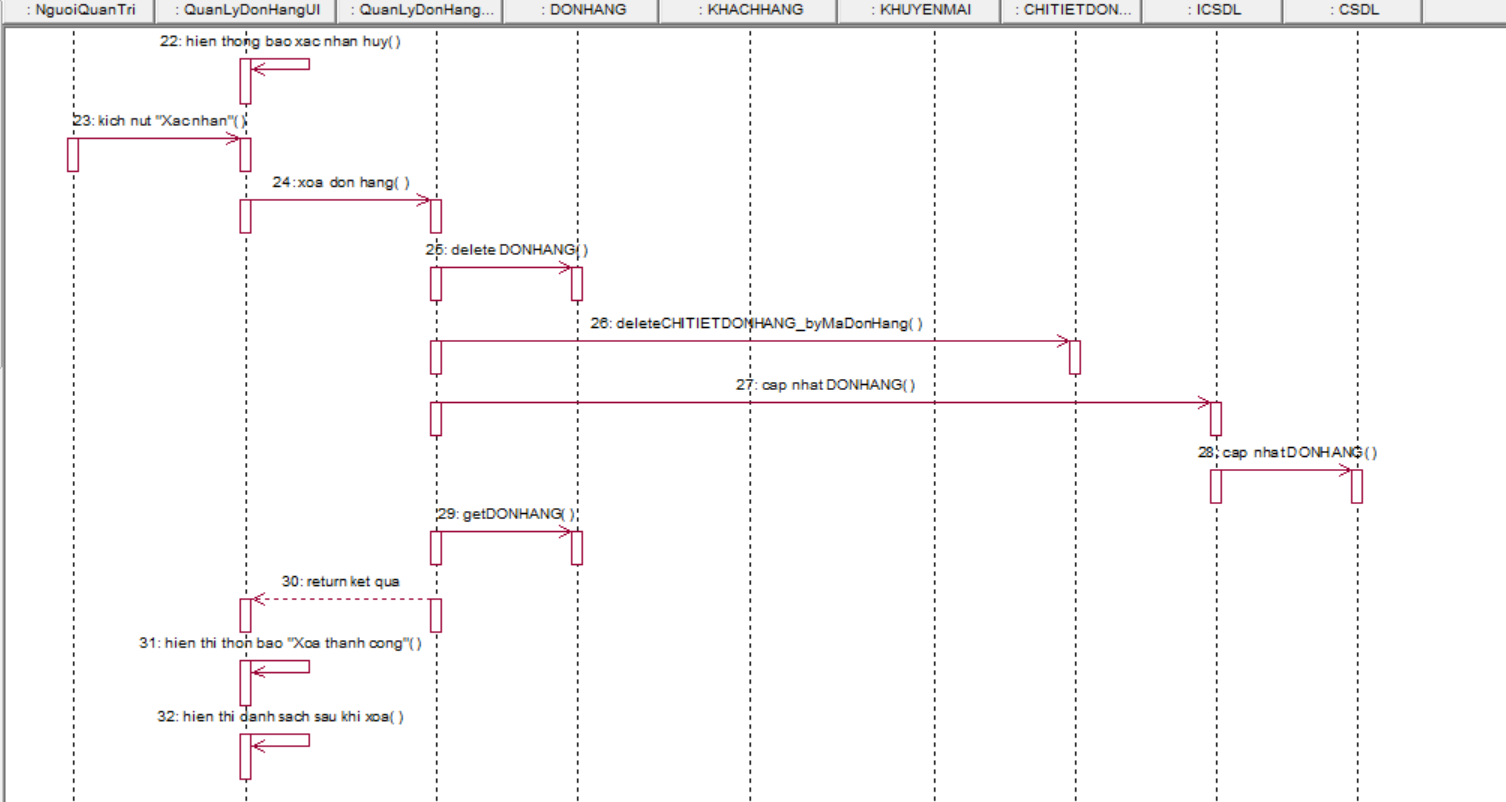 : NguoiQuanTri : QuanLyDonHangUI : QuanLyDonHang... : DONHANG : KHACHHANG : KHUYENMAI : CHITIETDON... : ICSDL : CSDL
22: hien thong bao xac nhan huy()
23: kich nut "Xac nhan"()
24: xoa don hang( )
25: delete DONHANG( )
26: deleteCHITIETDONHANG_byMaDonHang( )
27: cap nhat DONHANG( )
28: cap nhat DONHANG( )
29: getDONHANG( )
30: return ket qua
31: hien thi thon bao "Xoa thanh cong"( )
32: hien thi danh sach sau khi xoa( )